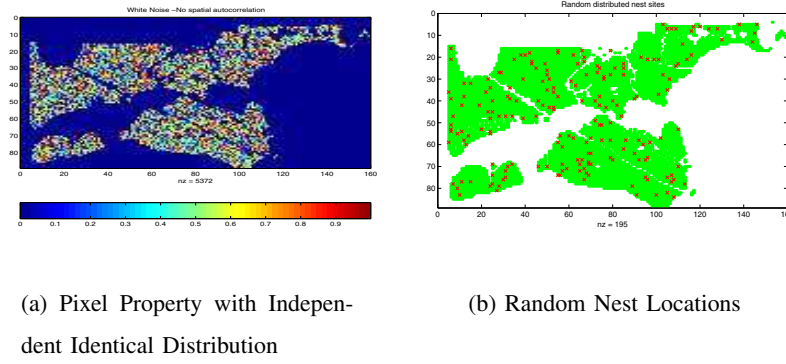 White Noise –No spatial autocorrelation
0
10
20
30
40
50
60
70
80
0 20 40 60 80 100 120 140 160
nz = 5372
0 0.1 0.2 0.3 0.4 0.5 0.6 0.7 0.8 0.9
(a) Pixel Property with Indepen-
dent Identical Distribution
Random distributed nest sites
0
10
20
30
40
50
60
70
80
0 20 40 60 80 100 120 140 160
nz = 195
(b) Random Nest Locations